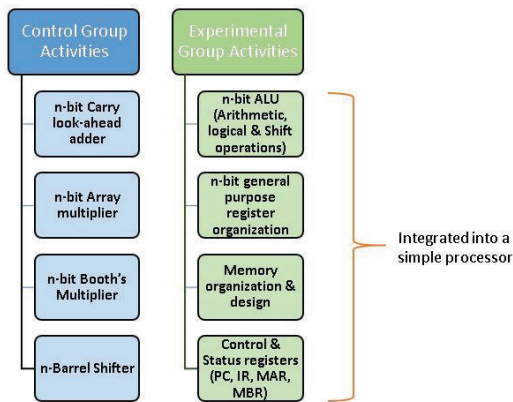 Control Group
Activities
n-bit Carry
look-ahead
adder
n-bit Array
multiplier
n-bit Booth's
Multiplier
n-Barrel Shifter
Experimental
Group Activities
n-bit ALU
(Arithmetic,
logical & Shift
operations)
n-bit general
purpose
register
organization
Memory
organization &
design
Control &
Status registers
(PC, IR, MAR,
MBR)
Integrated into a
simple processor